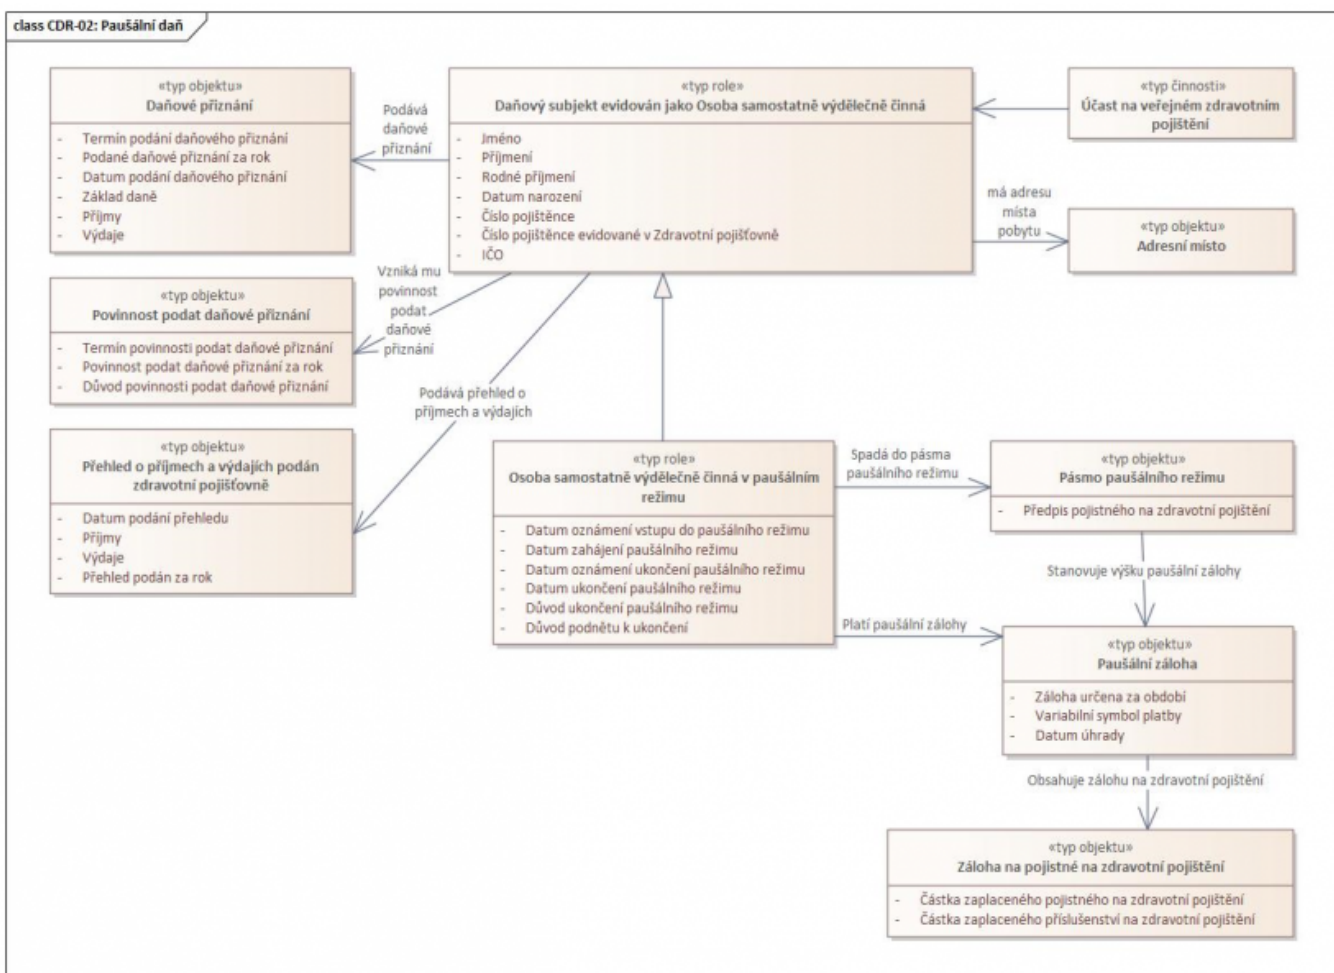 class CDR-02: Paušální daň
«typ objektu»
Daňové přiznání
- Termín podání daňového přiznání
- Podané daňové přiznání za rok
- Datum podání daňového přiznání
- Základ daně
- Příjmy
- Výdaje
Podává
daňové
přiznání
«typ role»
Daňový subjekt evidován jako Osoba samostatně výdělečně činná
- Jméno
- Příjmení
- Rodné příjmení
- Datum narození
- Číslo pojištěnce
- Číslo pojištěnce evidované v Zdravotní pojišťovně
- IČO
«typ činnosti»
Účast na veřejném zdravotním
pojištění
má adresu
místa
pobytu
«typ objektu»
Adresní místo
Vzniká mu
povinnost
podat
daňové
přiznání
«typ objektu»
Povinnost podat daňové přiznání
- Termín povinnosti podat daňové přiznání
- Povinnost podat daňové přiznání za rok
- Důvod povinnosti podat daňové přiznání
Podává přehled o
příjmech a výdajích
«typ objektu»
Přehled o příjmech a výdajích podán
zdravotní pojišťovně
- Datum podání přehledu
- Příjmy
- Výdaje
- Přehled podán za rok
«typ role»
Osoba samostatně výdělečně činná v paušálním
režimu
- Datum oznámení vstupu do paušálního režimu
- Datum zahájení paušálního režimu
- Datum oznámení ukončení paušálního režimu
- Datum ukončení paušálního režimu
- Důvod ukončení paušálního režimu
- Důvod podnětu k ukončení
Spadá do pásma
paušálního režimu
«typ objektu»
Pásmo paušálního režimu
- Předpis pojistného na zdravotní pojištění
Stanovuje výšku paušální zálohy
Platí paušální zálohy
«typ objektu»
Paušální záloha
- Záloha určena za období
- Variabilní symbol platby
- Datum úhrady
Obsahuje zálohu na zdravotní pojištění
«typ objektu»
Záloha na pojistné na zdravotní pojištění
- Částka zaplaceného pojistného na zdravotní pojištění
- Částka zaplaceného příslušenství na zdravotní pojištění